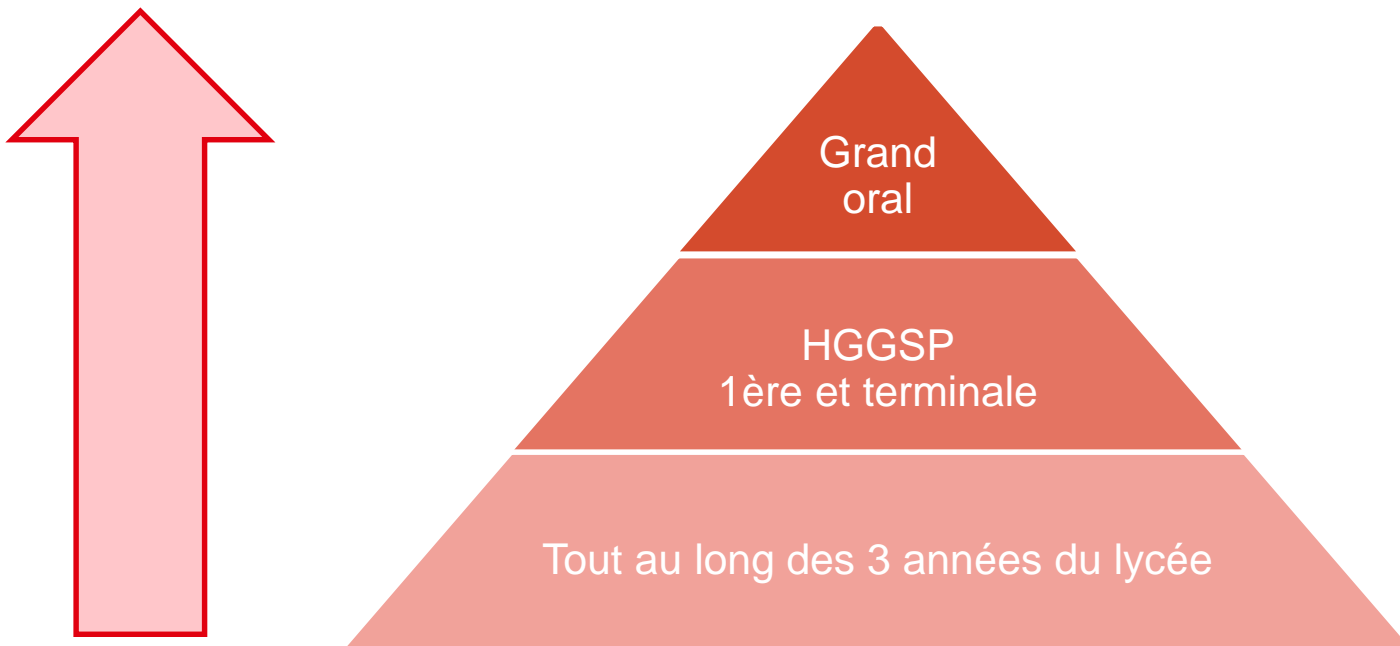 Grand
oral
HGGSP
1ère et terminale
Tout au long des 3 années du lycée